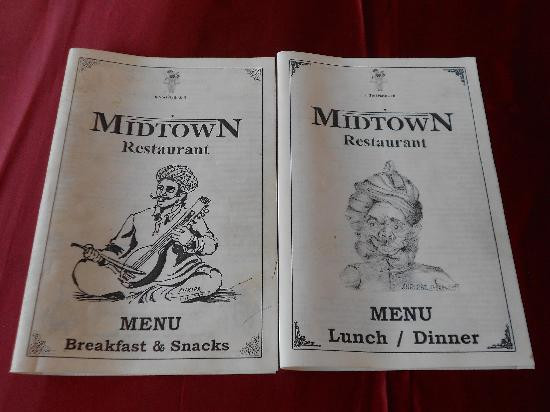 MIDTOWN
Restaurant
MENU
Breakfast & Snacks
MIDTOWN
Restaurant
MENU
Lunch / Dinner